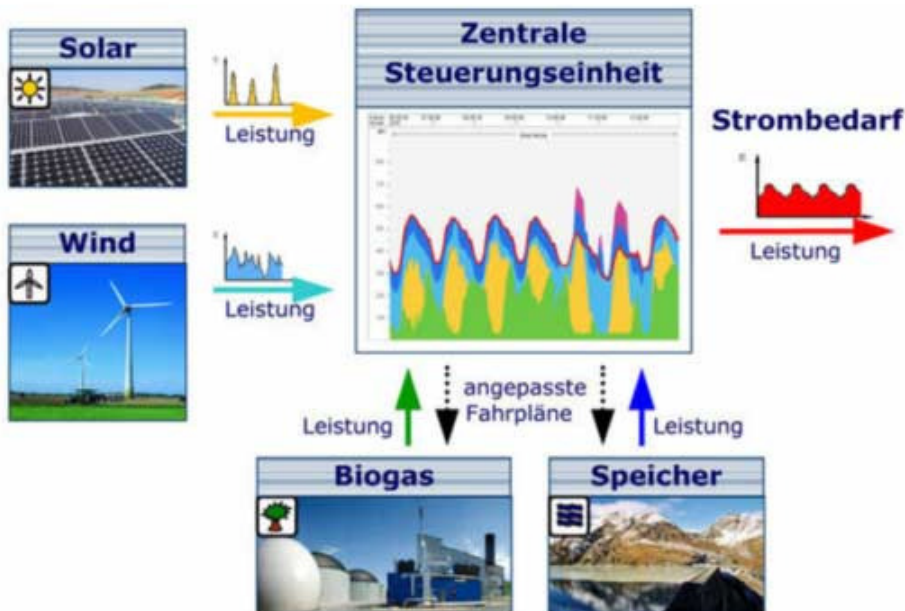 Solar
Leistung
Zentrale
Steuerungseinheit
Strombedarf
Leistung
Wind
Leistung
angepasste
Fahrpläne
Leistung
Leistung
Biogas
Speicher